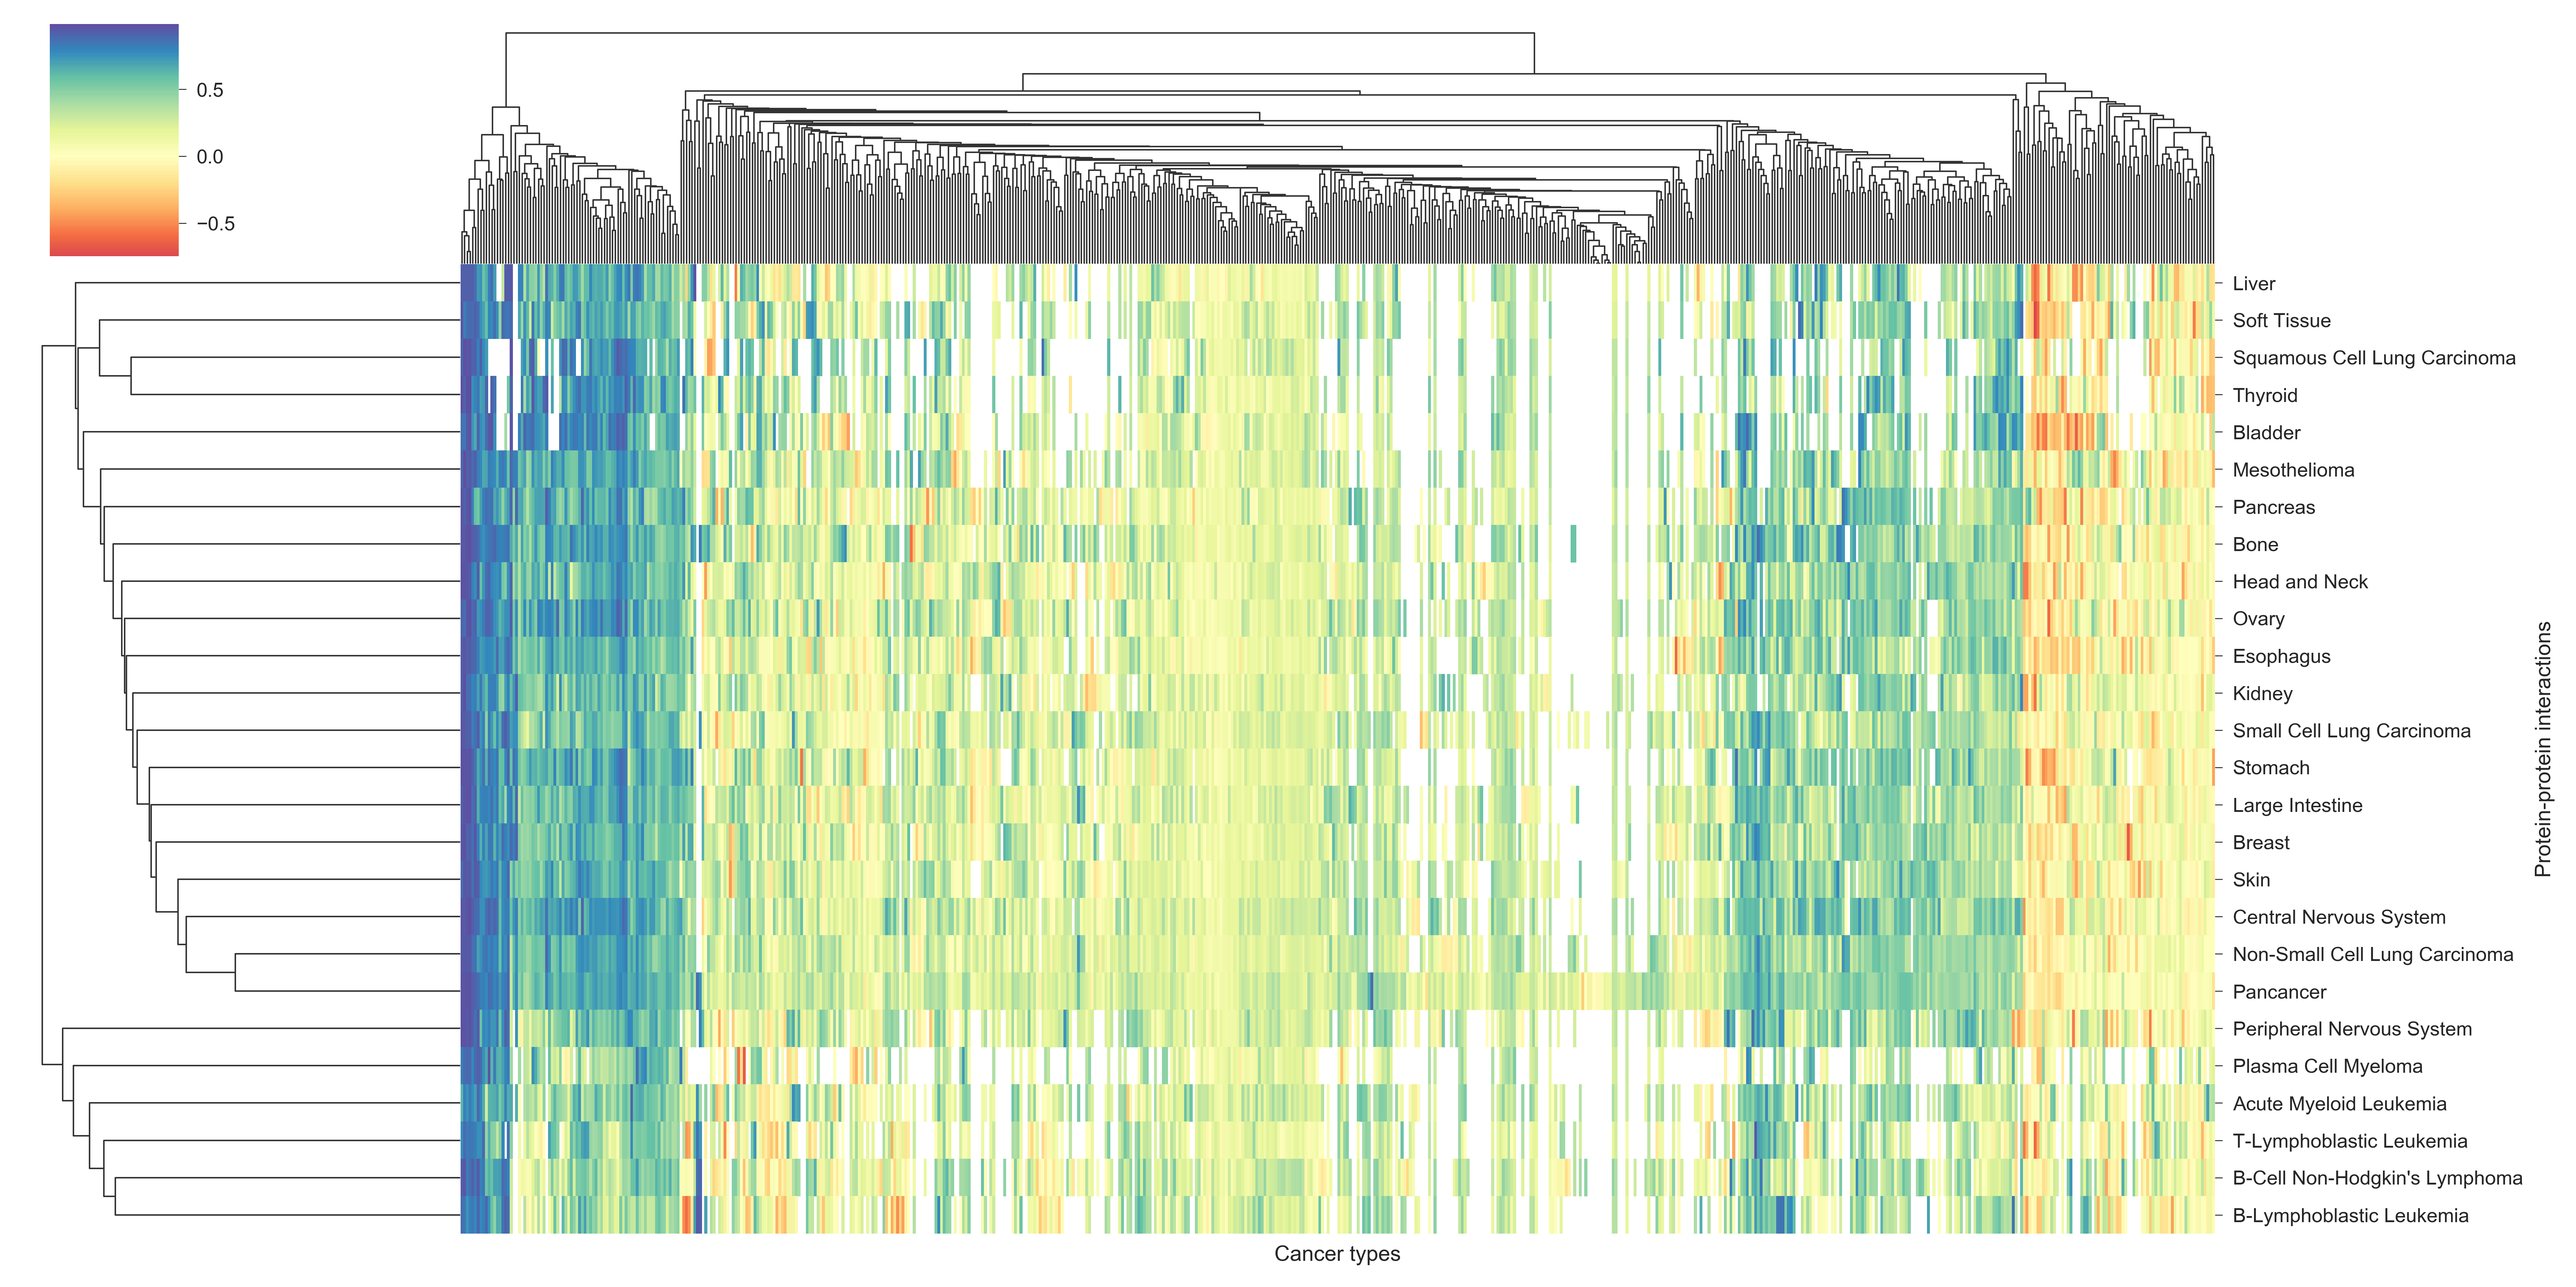 0.5
0.0
−0.5
Liver
Soft Tissue
Squamous Cell Lung Carcinoma
Thyroid
Bladder
Mesothelioma
Pancreas
Bone
Head and Neck
Ovary
Esophagus
Kidney
Small Cell Lung Carcinoma
Stomach
Large Intestine
Breast
Skin
Central Nervous System
Non-Small Cell Lung Carcinoma
Pancancer
Peripheral Nervous System
Plasma Cell Myeloma
Acute Myeloid Leukemia
T-Lymphoblastic Leukemia
B-Cell Non-Hodgkin's Lymphoma
B-Lymphoblastic Leukemia
Protein-protein interactions
Cancer types